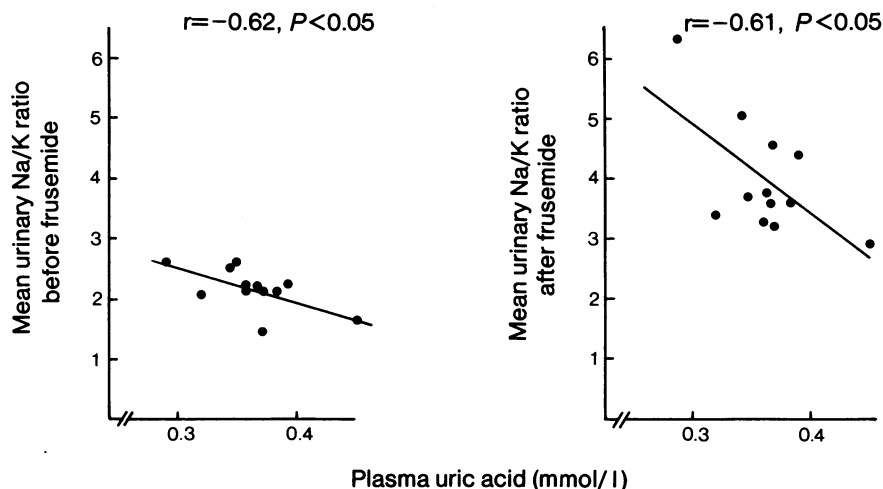 r=−0.62, P<0.05
Mean urinary Na/K ratio
before frusemide
6
5
4
3
2
1
0.3
0.4
r=−0.61, P<0.05
Mean urinary Na/K ratio
after frusemide
6
5
4
3
2
1
0.3
0.4
Plasma uric acid (mmol/l)